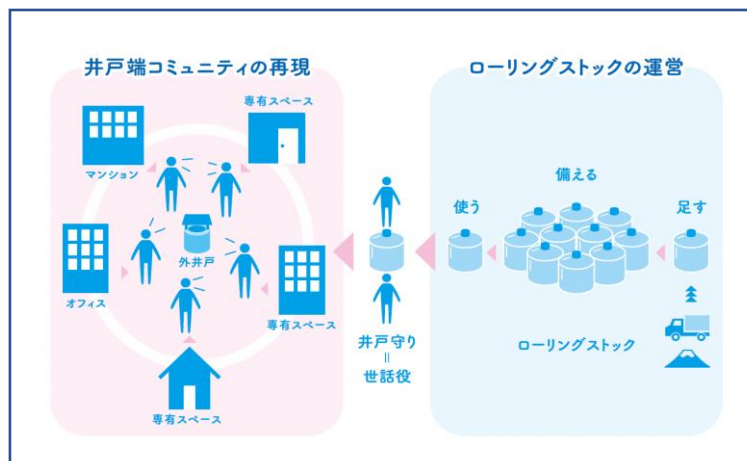 井戸端コミュニティの再現
専有スペース
マンション
外井戸
オフィス
専有スペース
専有スペース
井戸守り
=
世話役
ローリングストックの運営
備える
使う
足す
ローリングストック